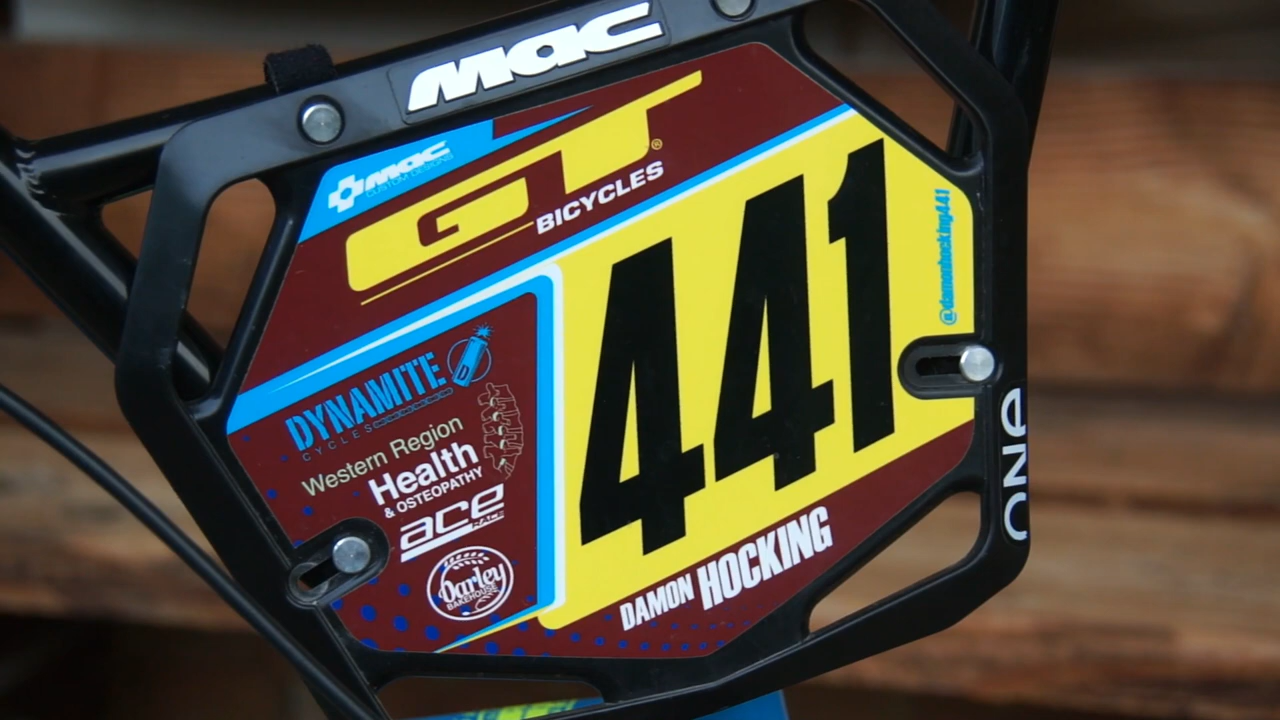 mac
MAC
CUSTOM DESIGNS
GT®
BICYCLES
441
@damonhocking441
DYNAMITE
CYCLES
Western Region
Health
& OSTEOPATHY
ace
RACE
Darley
BAKEHOUSE
DAMON HOCKING
ONE